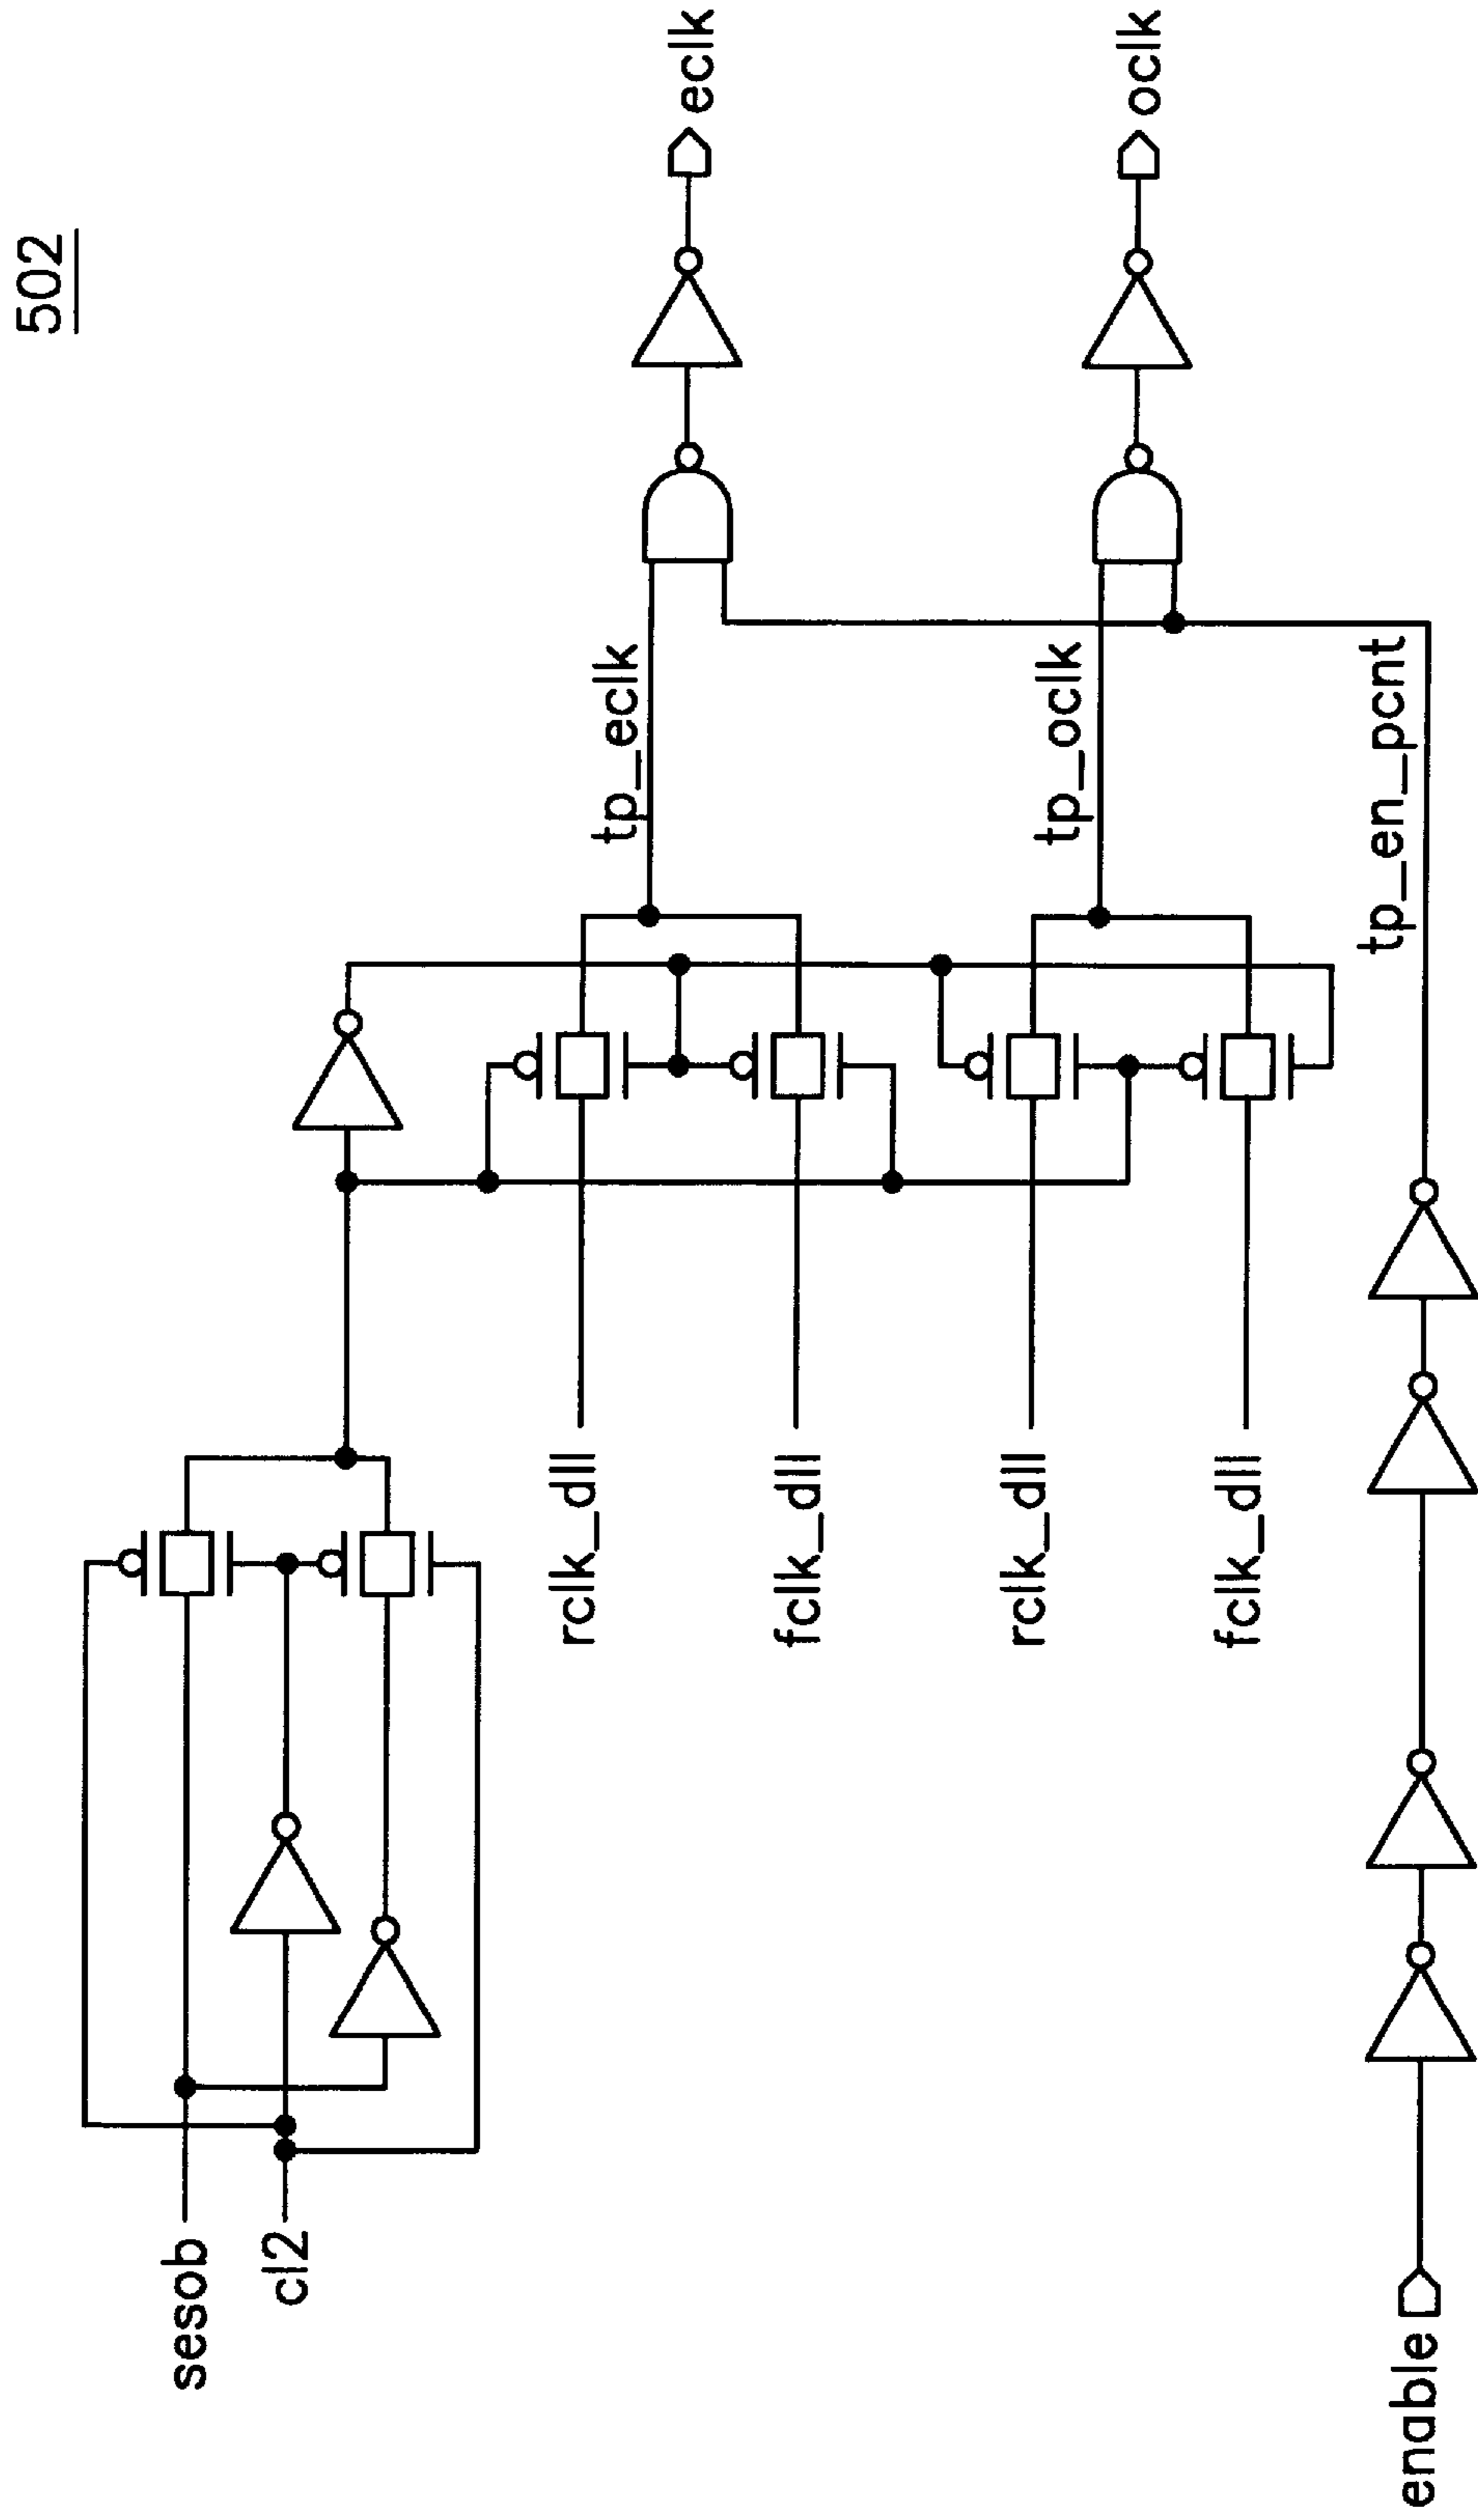 502
sesob
cl2
rclk_dll
fclk_dll
rclk_dll
fclk_dll
enable
tp_eclk
tp_oclk
tp_en_pcnt
eclk
oclk